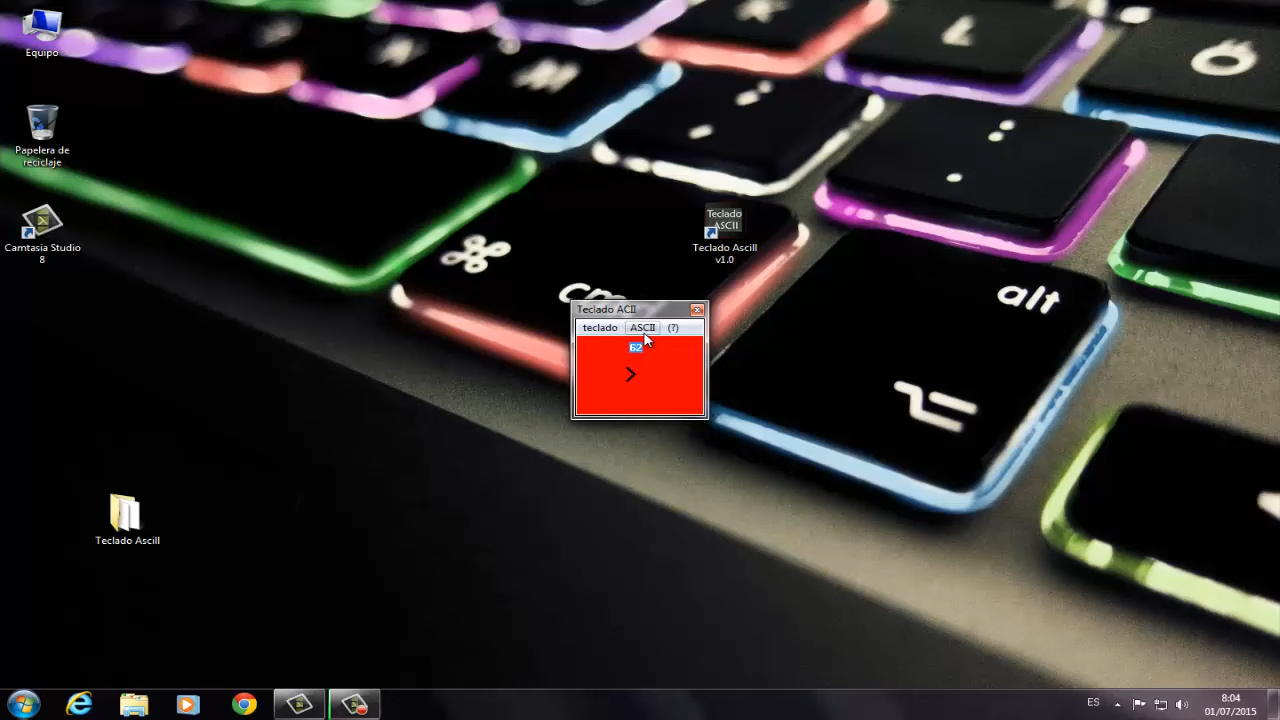 Equipo
Papelera de
reciclaje
Camtasia Studio
8
Teclado Ascill
Teclado
ASCII
Teclado Ascill
v1.0
Teclado ACII
teclado ASCII (?)
62
>
M
L
Ö
cm
alt
ES
8:04
01/07/2015